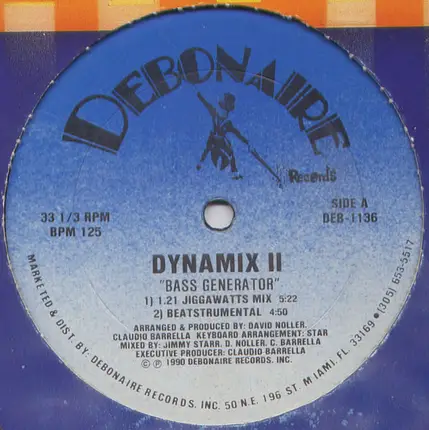 DEBONAIRE
Records
33 1/3 RPM
BPM 125
SIDE A
DEB-1136
DYNAMIX II
"BASS GENERATOR"
1) 1.21 JIGGAWATTS MIX 5:22
2) BEATSTRUMENTAL 4:50
ARRANGED & PRODUCED BY: DAVID NOLLER,
CLAUDIO BARRELLA KEYBOARD ARRANGEMENT: STAR
MIXED BY: JIMMY STARR, D. NOLLER, C. BARRELLA
EXECUTIVE PRODUCER: CLAUDIO BARRELLA
© ℗ 1990 DEBONAIRE RECORDS, INC.
MARKETED & DIST. BY: DEBONAIRE RECORDS, INC. 50 N.E. 196 ST. MIAMI, FL. 33169 • (305) 653-5517